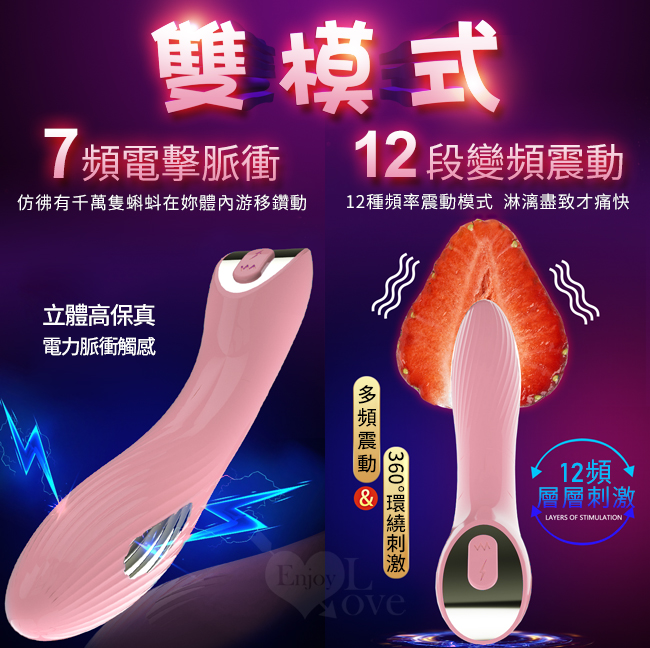 雙模式
7頻電擊脈衝
仿彿有千萬隻蝌蚪在妳體內游移鑽動
立體高保真
電力脈衝觸感
12段變頻震動
12種頻率震動模式 淋漓盡致才痛快
多頻震動
&
360°環繞刺激
12頻
層層刺激
LAYERS OF STIMULATION
Enjoy Love